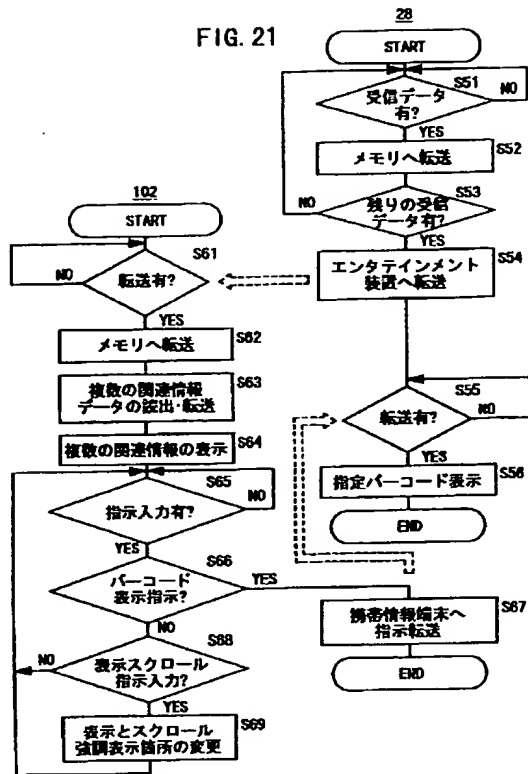 FIG. 21
28
START
S51
受信データ
有?
NO
YES
S52
メモリへ転送
S53
残りの受信
データ有?
NO
YES
S54
エンタテインメント
装置へ転送
S55
転送有?
NO
YES
S56
指定バーコード表示
END
102
START
S61
転送有?
NO
YES
S62
メモリへ転送
S63
複数の関連情報
データの読出・転送
S64
複数の関連情報の表示
S65
指示入力有?
NO
YES
S66
バーコード
表示指示?
YES
NO
S67
携帯情報端末へ
指示転送
END
S68
表示スクロール
指示入力?
NO
YES
S69
表示とスクロール
強調表示箇所の変更